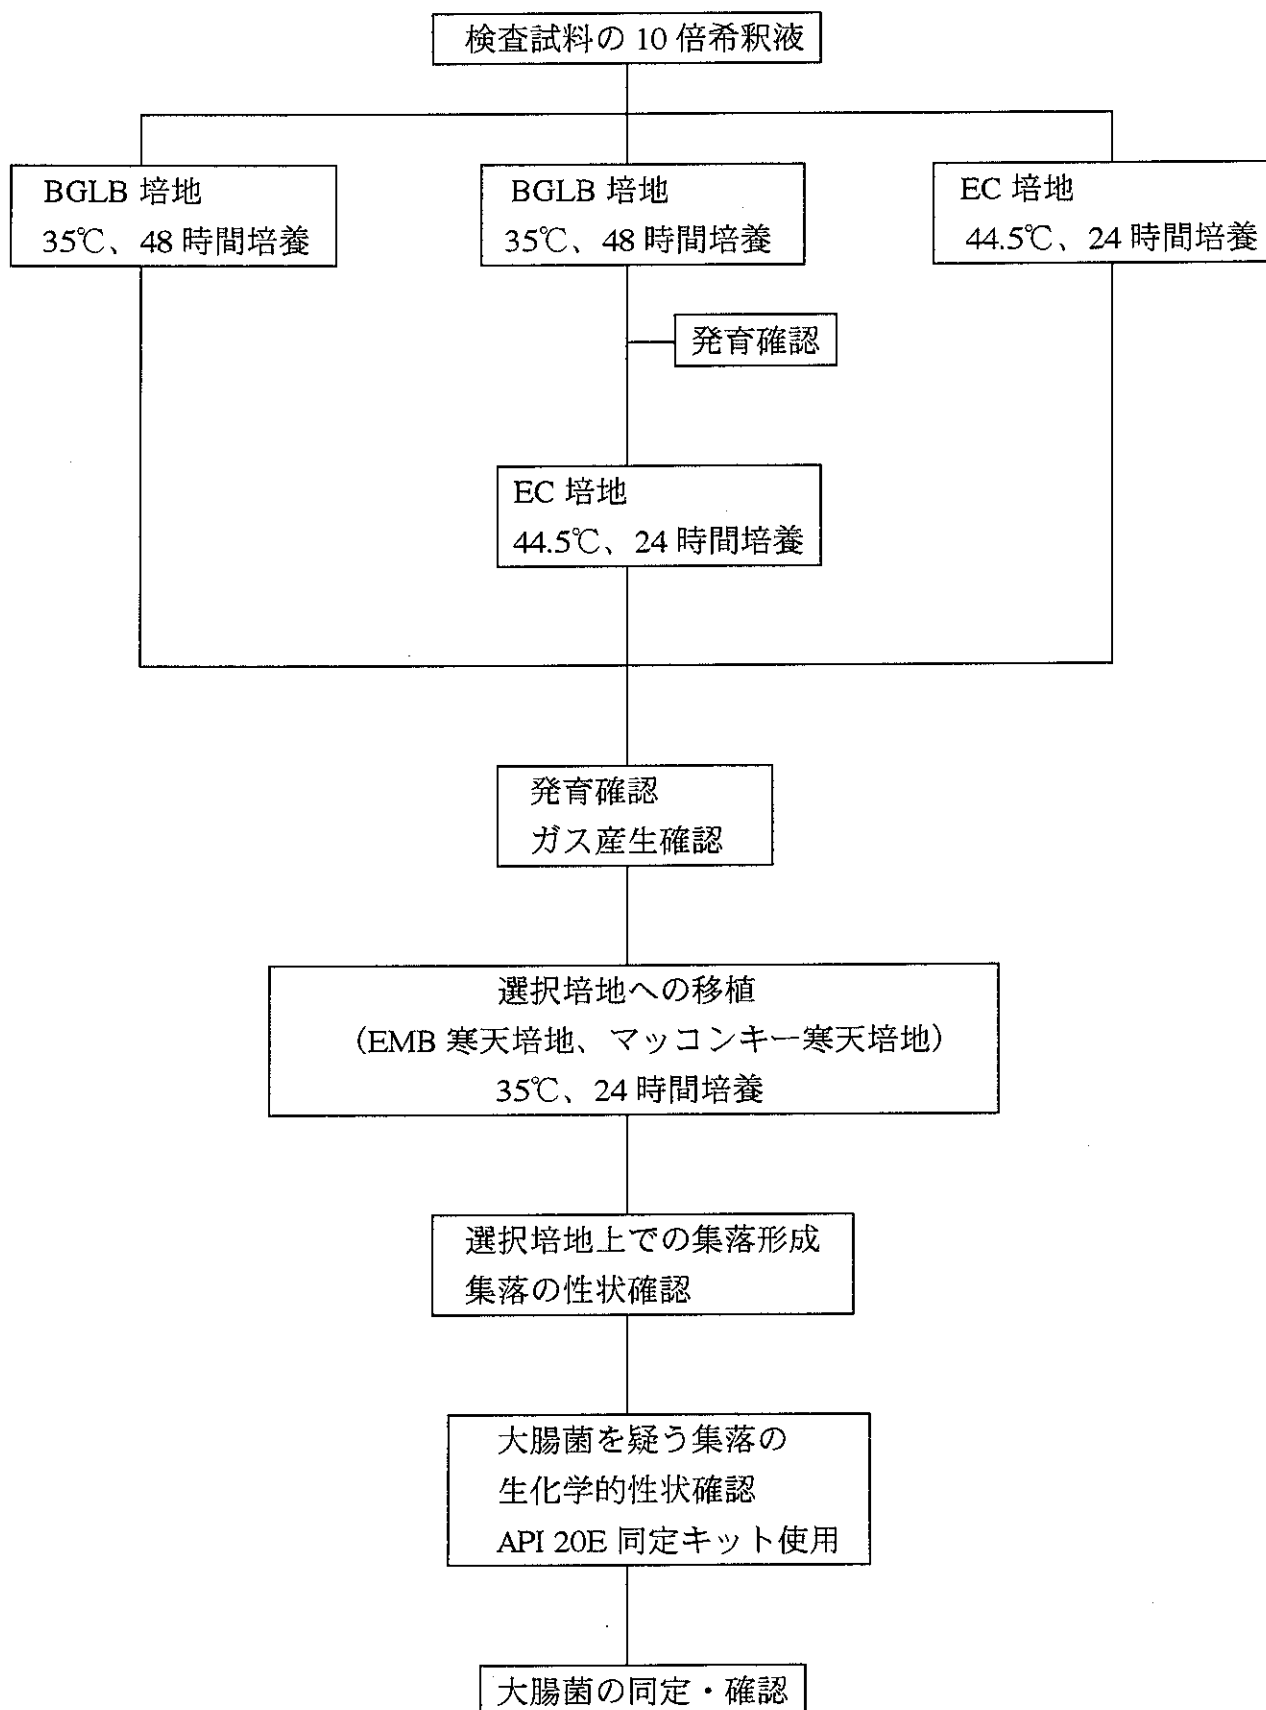 検査試料の 10 倍希釈液
BGLB 培地
35℃、48 時間培養
BGLB 培地
35℃、48 時間培養
EC 培地
44.5℃、24 時間培養
発育確認
EC 培地
44.5℃、24 時間培養
発育確認
ガス産生確認
選択培地への移植
（EMB 寒天培地、マッコンキー寒天培地）
35℃、24 時間培養
選択培地上での集落形成
集落の性状確認
大腸菌を疑う集落の
生化学的性状確認
API 20E 同定キット使用
大腸菌の同定・確認